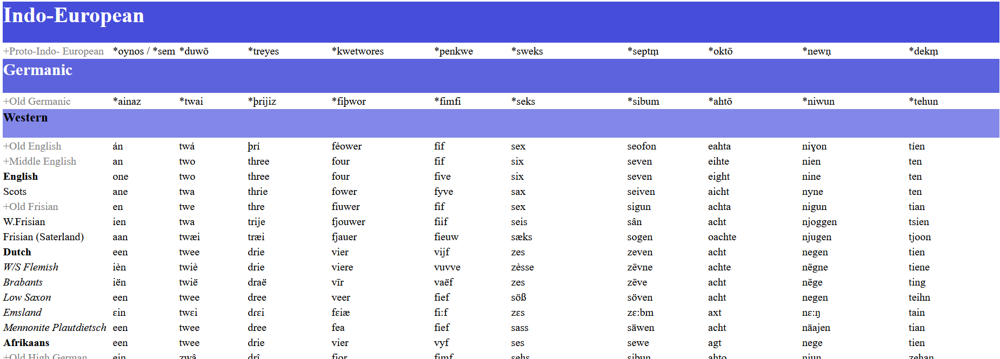 Indo-European
+Proto-Indo- European *oynos / *sem *duwō *treyes *kwetwores *penkwe *sweks *septṃ *oktō *newṇ *dekṃ
Germanic
+Old Germanic *ainaz *twai *þrijiz *fiþwor *fimfi *seks *sibum *ahtō *niwun *tehun
Western
+Old English án twá þrí féower fíf sex seofon eahta niɣon tíen
+Middle English an two three four fif six seven eihte nien ten
English one two three four five six seven eight nine ten
Scots ane twa thrie fower fyve sax seiven aicht nyne ten
+Old Frisian en twe thre fiuwer fif sex sigun achta nigun tian
W.Frisian ien twa trije fjouwer fiif seis sân acht njoggen tsien
Frisian (Saterland) aan twæi træi fjauer fieuw sæks sogen oachte njugen tjoon
Dutch een twee drie vier vijf zes zeven acht negen tien
W/S Flemish ièn twiè drie viere vuvve zèsse zēvne achte nēgne tiene
Brabants iën twië draë vīr vaëf zes zēve acht nēge ting
Low Saxon een twee dree veer fief söß söven acht negen teihn
Emsland ɛin twɛi drɛi fɛiæ fi:f zɛs zɛ:bm axt nɛ:ŋ tain
Mennonite Plautdietsch een twee dree fea fief sass säwen acht näajen tian
Afrikaans een twee drie vier vyf ses sewe agt nege tien
+Old High German ein zwâ drî fior fimf sehs sibun ahto niun zehan